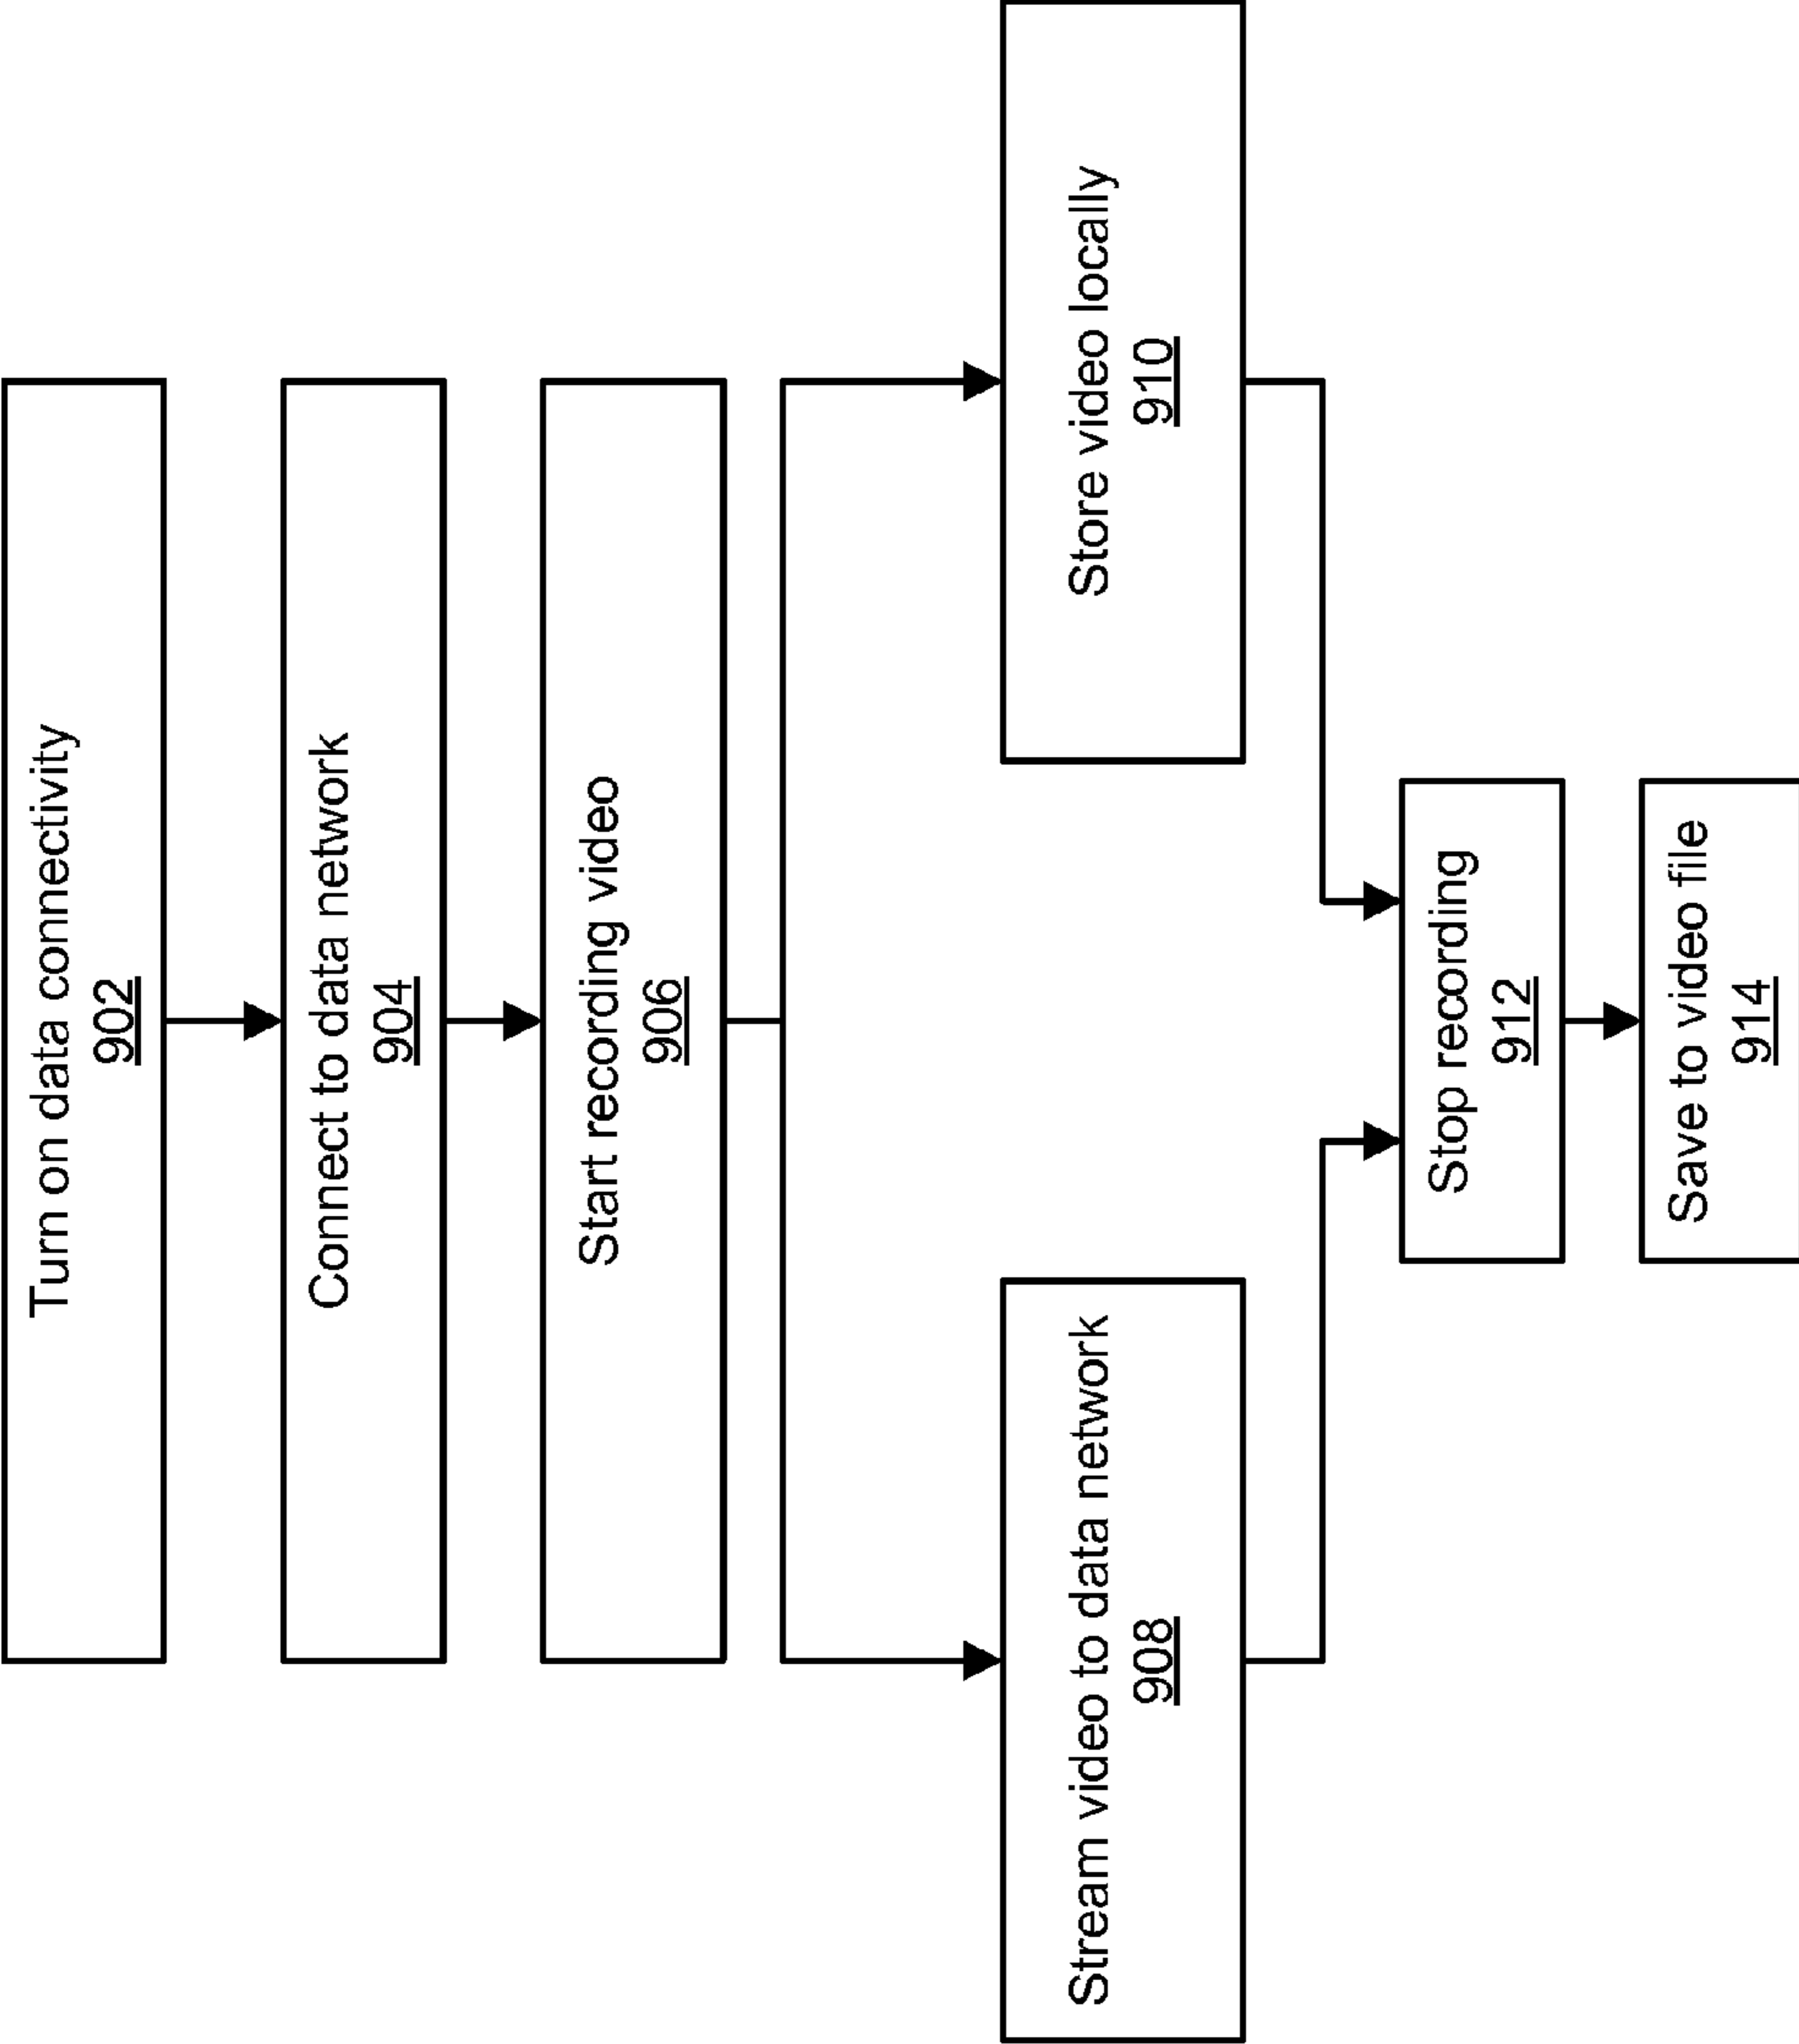 Turn on data connectivity
902
Connect to data network
904
Start recording video
906
Stream video to data network
908
Store video locally
910
Stop recording
912
Save to video file
914